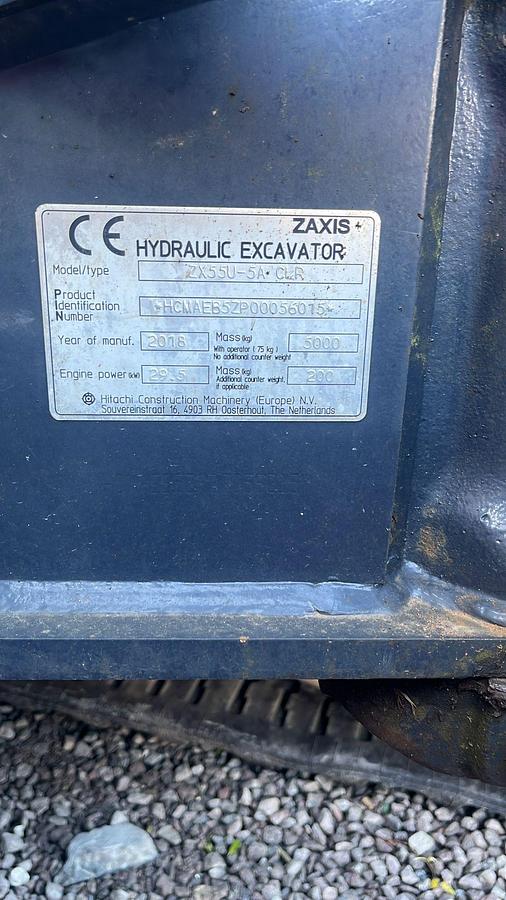 CE ZAXIS+
HYDRAULIC EXCAVATOR
Model/type ZX55U-5A CLR
Product
Identification *HCMAEB5ZP00056015*
Number
Year of manuf. 2018 Mass(kg) 5000
With operator (75 kg)
No additional counter weight
Engine power(kW) 29.5 Mass(kg) 200
Additional counter weight,
if applicable
Hitachi Construction Machinery (Europe) N.V.
Souvereinstraat 16, 4903 RH Oosterhout, The Netherlands